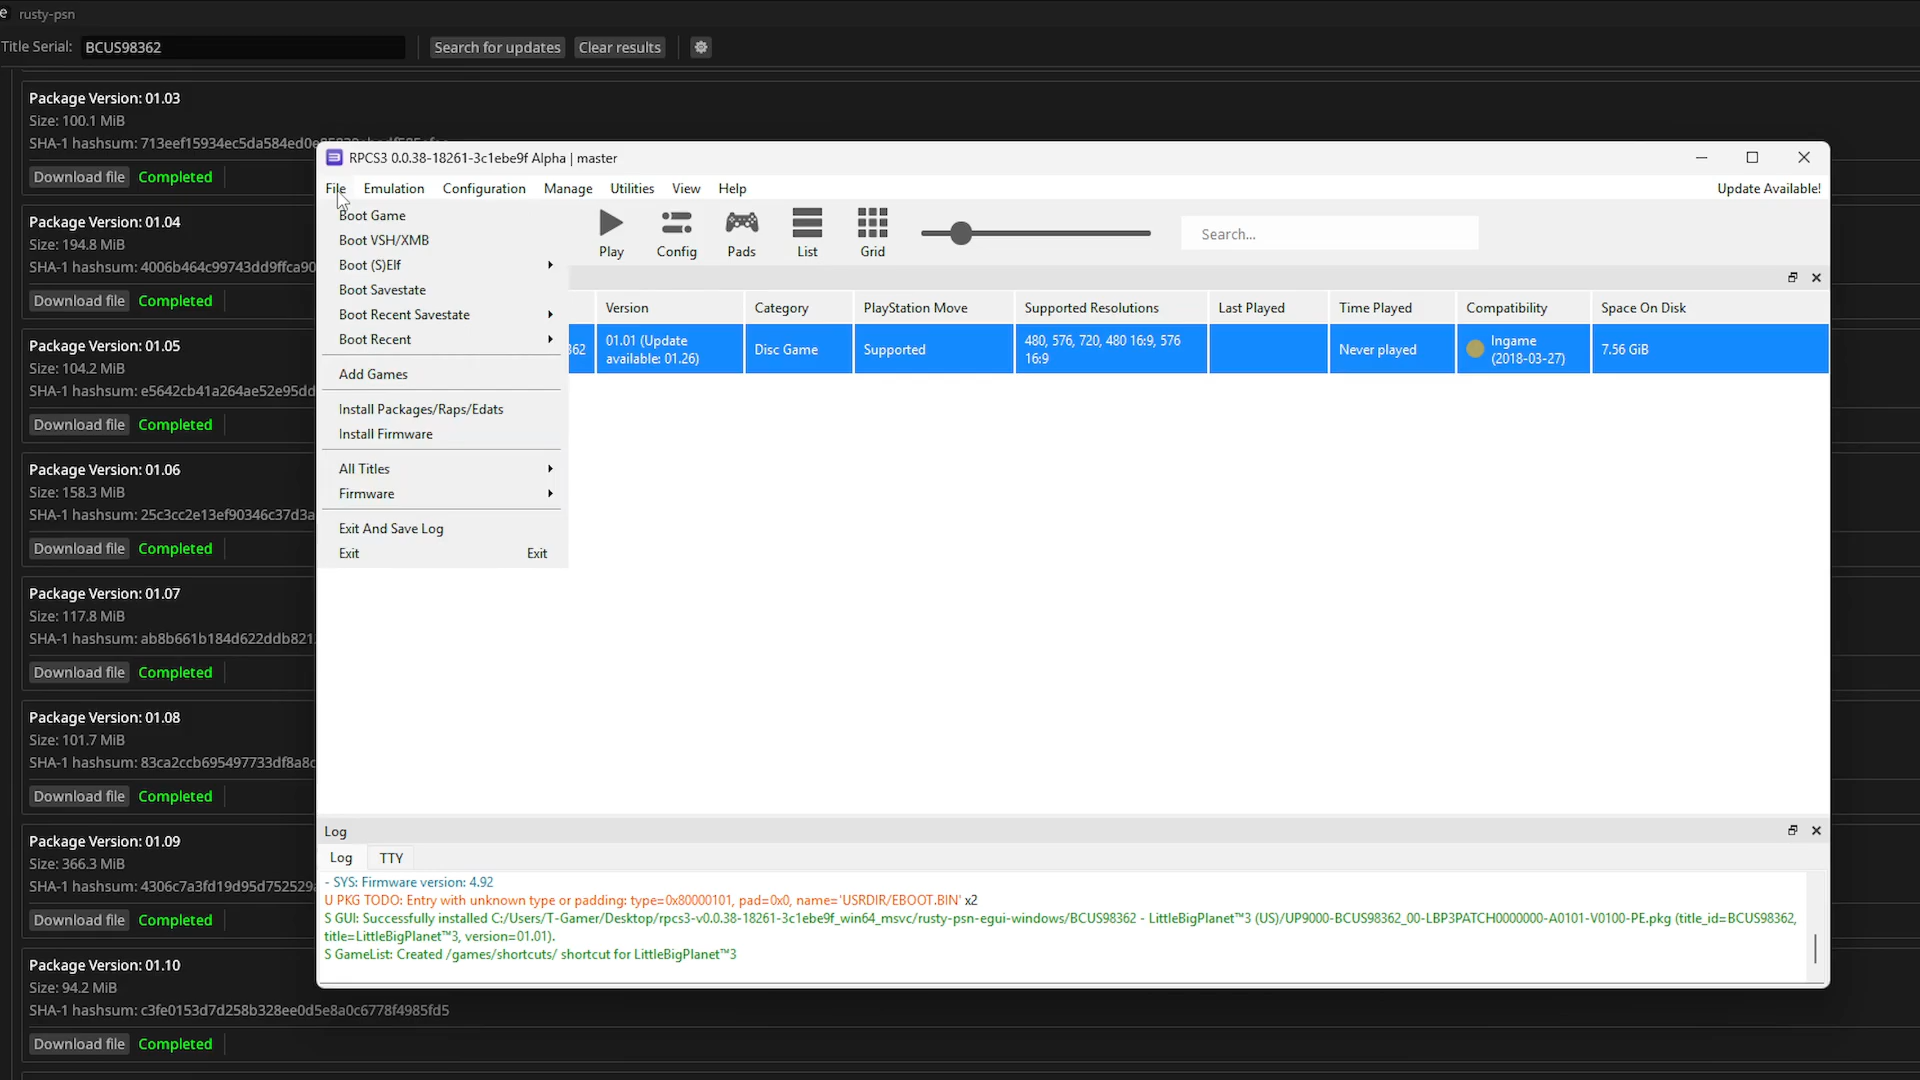 e rusty-psn
Title Serial: BCUS98362 Search for updates Clear results
Package Version: 01.03
Size: 100.1 MiB
SHA-1 hashsum: 713eef15934ec5da584ed0e
Download file Completed
Package Version: 01.04
Size: 194.8 MiB
SHA-1 hashsum: 4006b464c99743dd9ffca90
Download file Completed
Package Version: 01.05
Size: 104.2 MiB
SHA-1 hashsum: e5642cb41a264ae52e95dd
Download file Completed
Package Version: 01.06
Size: 158.3 MiB
SHA-1 hashsum: 25c3cc2e13ef90346c37d3a
Download file Completed
Package Version: 01.07
Size: 117.8 MiB
SHA-1 hashsum: ab8b661b184d622ddb821
Download file Completed
Package Version: 01.08
Size: 101.7 MiB
SHA-1 hashsum: 83ca2ccb695497733df8a8c
Download file Completed
Package Version: 01.09
Size: 366.3 MiB
SHA-1 hashsum: 4306c7a3fd19d95d752529
Download file Completed
Package Version: 01.10
Size: 94.2 MiB
SHA-1 hashsum: c3fe0153d7d258b328ee0d5e8a0c6778f4985fd5
Download file Completed
RPCS3 0.0.38-18261-3c1ebe9f Alpha | master
File Emulation Configuration Manage Utilities View Help Update Available!
Boot Game
Boot VSH/XMB
Boot (S)Elf
Boot Savestate
Boot Recent Savestate
Boot Recent
Add Games
Install Packages/Raps/Edats
Install Firmware
All Titles
Firmware
Exit And Save Log
Exit Exit
Play Config Pads List Grid
Search...
Version Category PlayStation Move Supported Resolutions Last Played Time Played Compatibility Space On Disk
362 01.01 (Update available: 01.26) Disc Game Supported 480, 576, 720, 480 16:9, 576 16:9 Never played Ingame (2018-03-27) 7.56 GiB
Log
Log TTY
- SYS: Firmware version: 4.92
U PKG TODO: Entry with unknown type or padding: type=0x80000101, pad=0x0, name='USRDIR/EBOOT.BIN' x2
S GUI: Successfully installed C:/Users/T-Gamer/Desktop/rpcs3-v0.0.38-18261-3c1ebe9f_win64_msvc/rusty-psn-egui-windows/BCUS98362 - LittleBigPlanet™3 (US)/UP9000-BCUS98362_00-LBP3PATCH0000000-A0101-V0100-PE.pkg (title_id=BCUS98362,
title=LittleBigPlanet™3, version=01.01).
S GameList: Created /games/shortcuts/ shortcut for LittleBigPlanet™3